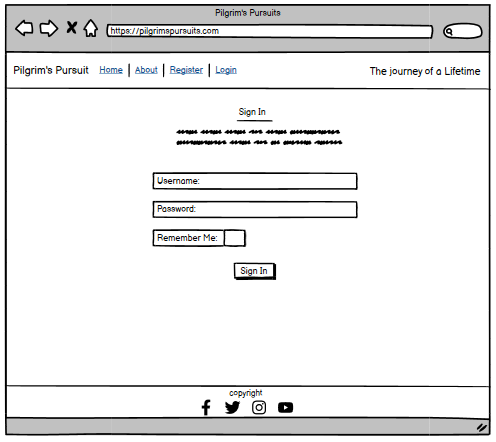 Pilgrim's Pursuits
https://pilgrimspursuits.com
Pilgrim's Pursuit Home About Register Login The journey of a Lifetime
Sign In
Username:
Password:
Remember Me:
Sign In
copyright